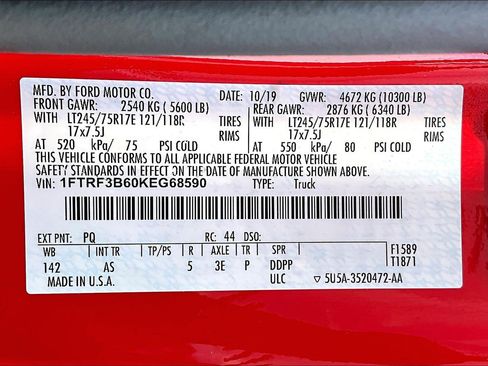 MFD. BY FORD MOTOR CO. DATE: 10/19 GVWR: 4672 KG (10300 LB)
FRONT GAWR: 2540 KG (5600 LB) REAR GAWR: 2876 KG (6340 LB)
WITH LT245/75R17E 121/118R TIRES WITH LT245/75R17E 121/118R TIRES
17x7.5J RIMS 17x7.5J RIMS
AT 520 kPa/ 75 PSI COLD AT 550 kPa/ 80 PSI COLD
THIS VEHICLE CONFORMS TO ALL APPLICABLE FEDERAL MOTOR VEHICLE
SAFETY STANDARDS IN EFFECT ON THE DATE OF MANUFACTURE SHOWN ABOVE.
VIN: 1FTRF3B60KEG68590 TYPE: Truck
EXT PNT: PQ RC: 44 DSO:
WB INT TR TP/PS R AXLE TR SPR F1589
142 AS 5 3E P DDPP T1871
MADE IN U.S.A. ULC ▽ 5U5A-3520472-AA